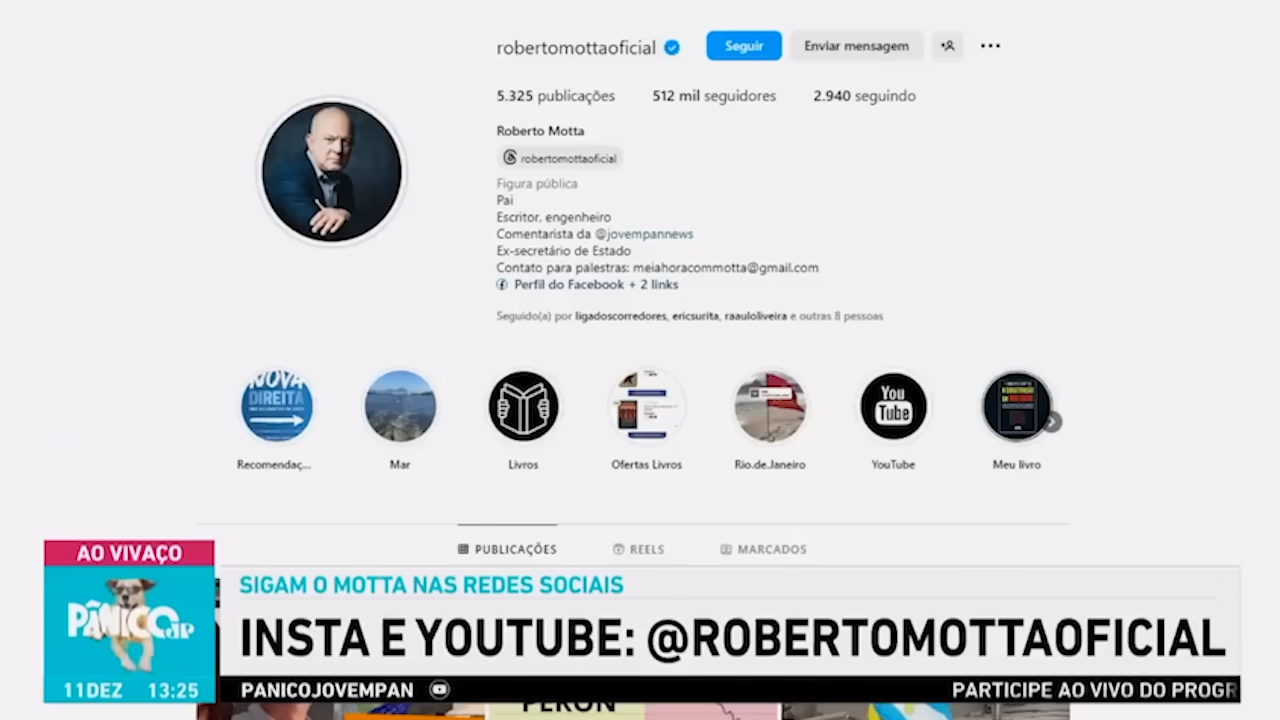 robertomottaoficial
Seguir
Enviar mensagem
5.325 publicações
512 mil seguidores
2.940 seguindo
Roberto Motta
robertomottaoficial
Figura pública
Pai
Escritor, engenheiro
Comentarista da @jovempannews
Ex-secretário de Estado
Contato para palestras: meiahoracommotta@gmail.com
Perfil do Facebook + 2 links
Seguido(a) por ligadoscorredores, ericsurita, raauloliveira e outras 8 pessoas
NOVA
DIREITA
You
Tube
Recomendaç...
Mar
Livros
Ofertas Livros
Rio.de.Janeiro
YouTube
Meu livro
PUBLICAÇÕES
REELS
MARCADOS
AO VIVAÇO
PÂNICO JP
11DEZ 13:25
SIGAM O MOTTA NAS REDES SOCIAIS
INSTA E YOUTUBE: @ROBERTOMOTTAOFICIAL
PANICOJOVEMPAN
PARTICIPE AO VIVO DO PROGR
PERON